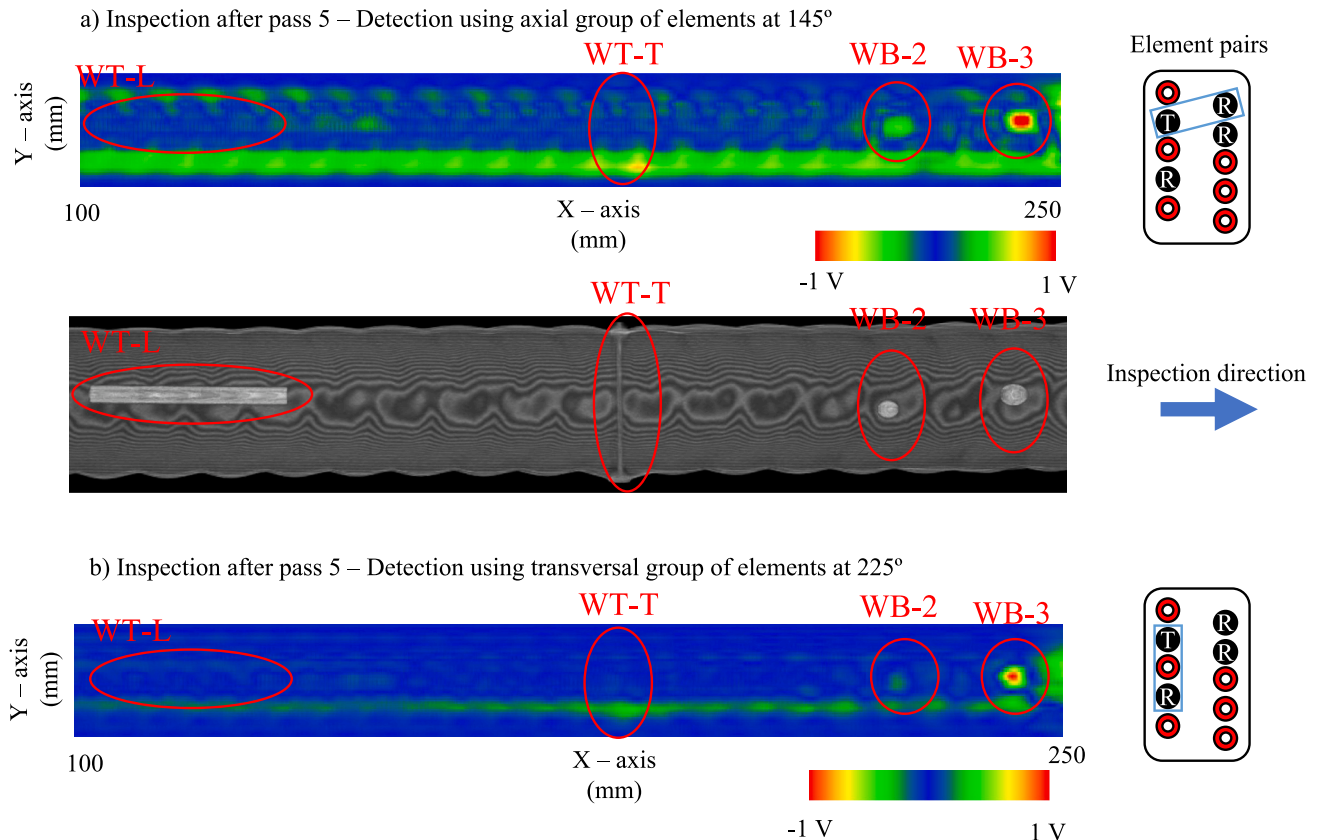 a) Inspection after pass 5 – Detection using axial group of elements at 145º
WT-T
WB-2
WB-3
Element pairs
WT-L
Y – axis
(mm)
R
T
R
R
100
X – axis
(mm)
250
-1 V
1 V
WT-T
WB-2
WB-3
WT-L
Inspection direction
b) Inspection after pass 5 – Detection using transversal group of elements at 225º
WT-T
WB-2
WB-3
WT-L
Y – axis
(mm)
T
R
R
R
100
X – axis
(mm)
250
-1 V
1 V